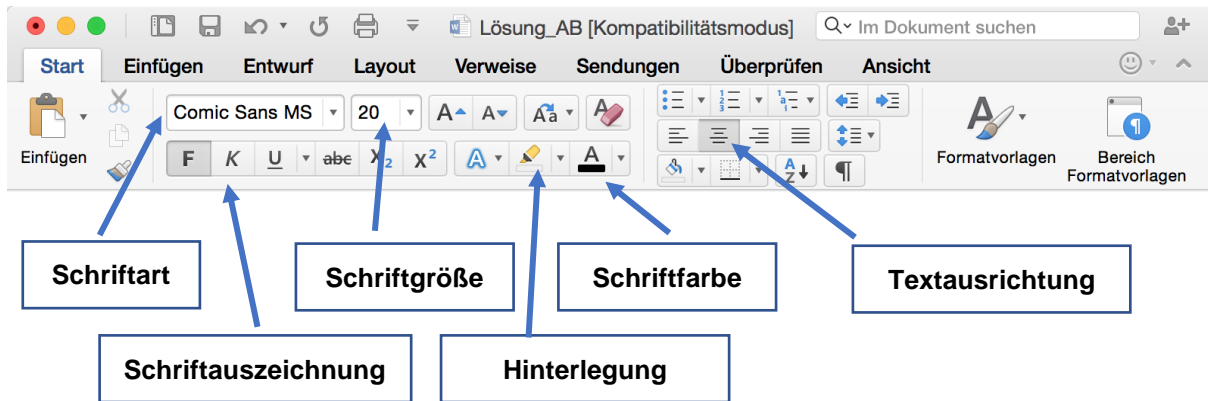 Lösung_AB [Kompatibilitätsmodus] Im Dokument suchen
Start Einfügen Entwurf Layout Verweise Sendungen Überprüfen Ansicht
Comic Sans MS 20 A A Aa A
Einfügen F K U abc X2 X² A A A Z ¶ Formatvorlagen Bereich
Formatvorlagen
Schriftart Schriftgröße Schriftfarbe Textausrichtung
Schriftauszeichnung Hinterlegung